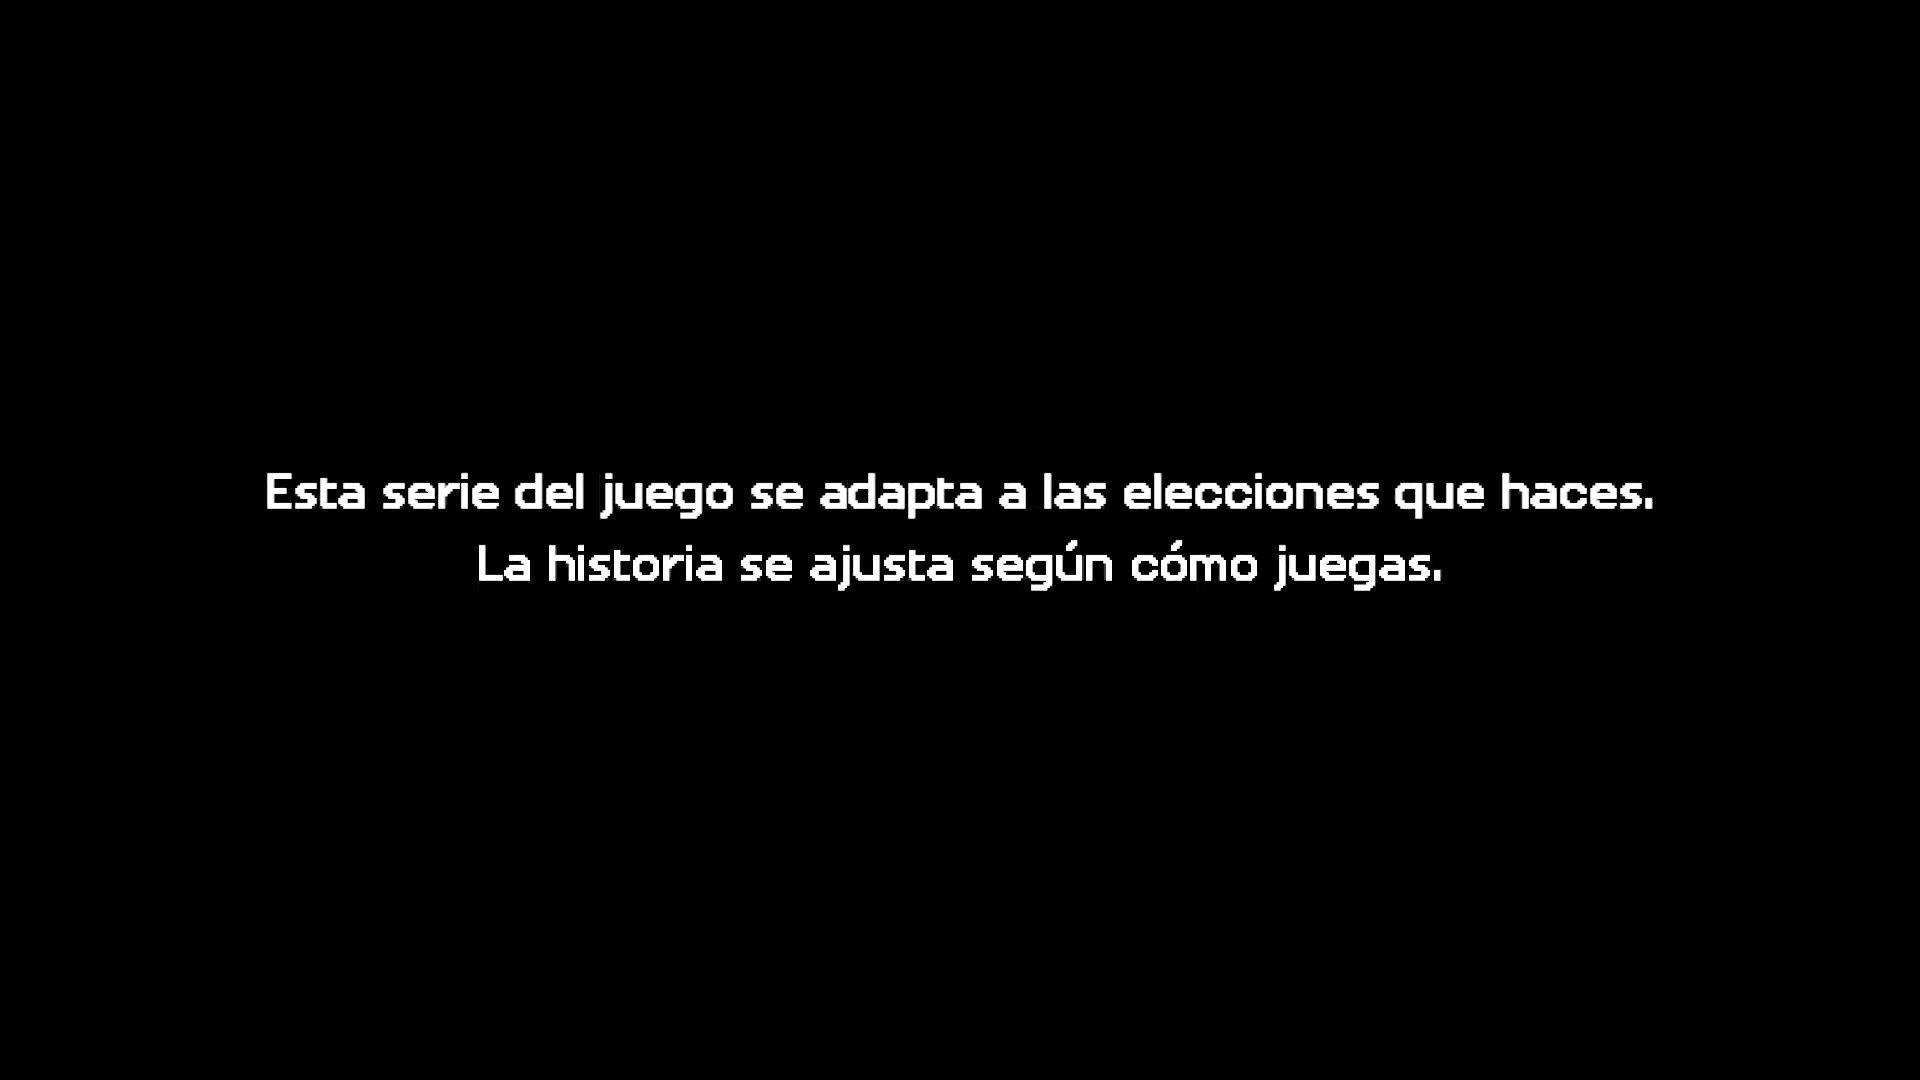 Esta serie del juego se adapta a las elecciones que haces.
La historia se ajusta según cómo juegas.